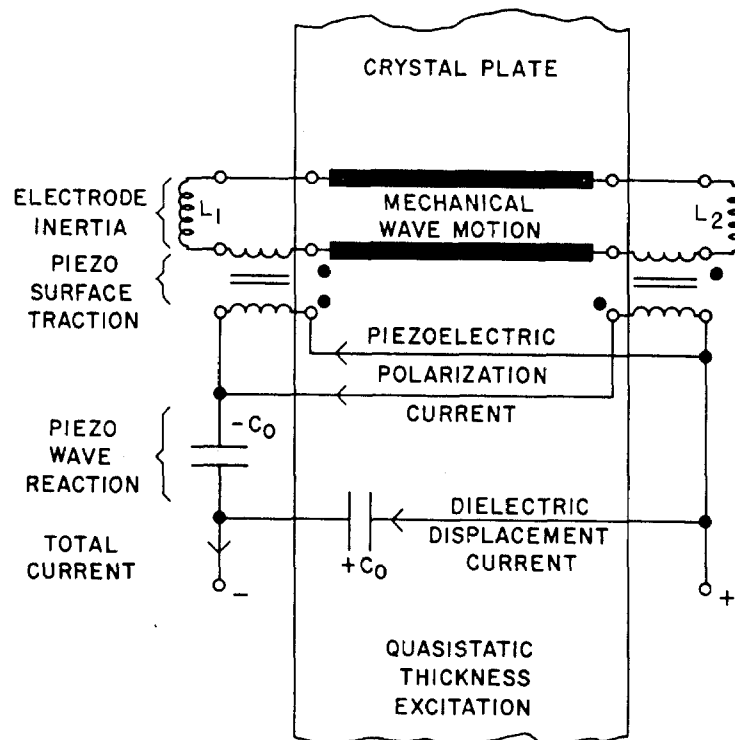 CRYSTAL PLATE
ELECTRODE
INERTIA
L1
MECHANICAL
WAVE MOTION
L2
PIEZO
SURFACE
TRACTION
PIEZOELECTRIC
POLARIZATION
CURRENT
PIEZO
WAVE
REACTION
-C0
TOTAL
CURRENT
DIELECTRIC
DISPLACEMENT
CURRENT
+C0
-
+
QUASISTATIC
THICKNESS
EXCITATION